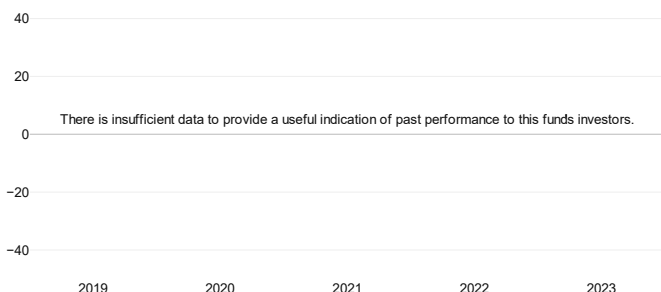 40
20
There is insufficient data to provide a useful indication of past performance to this funds investors.
0
−20
−40
2019 2020 2021 2022 2023